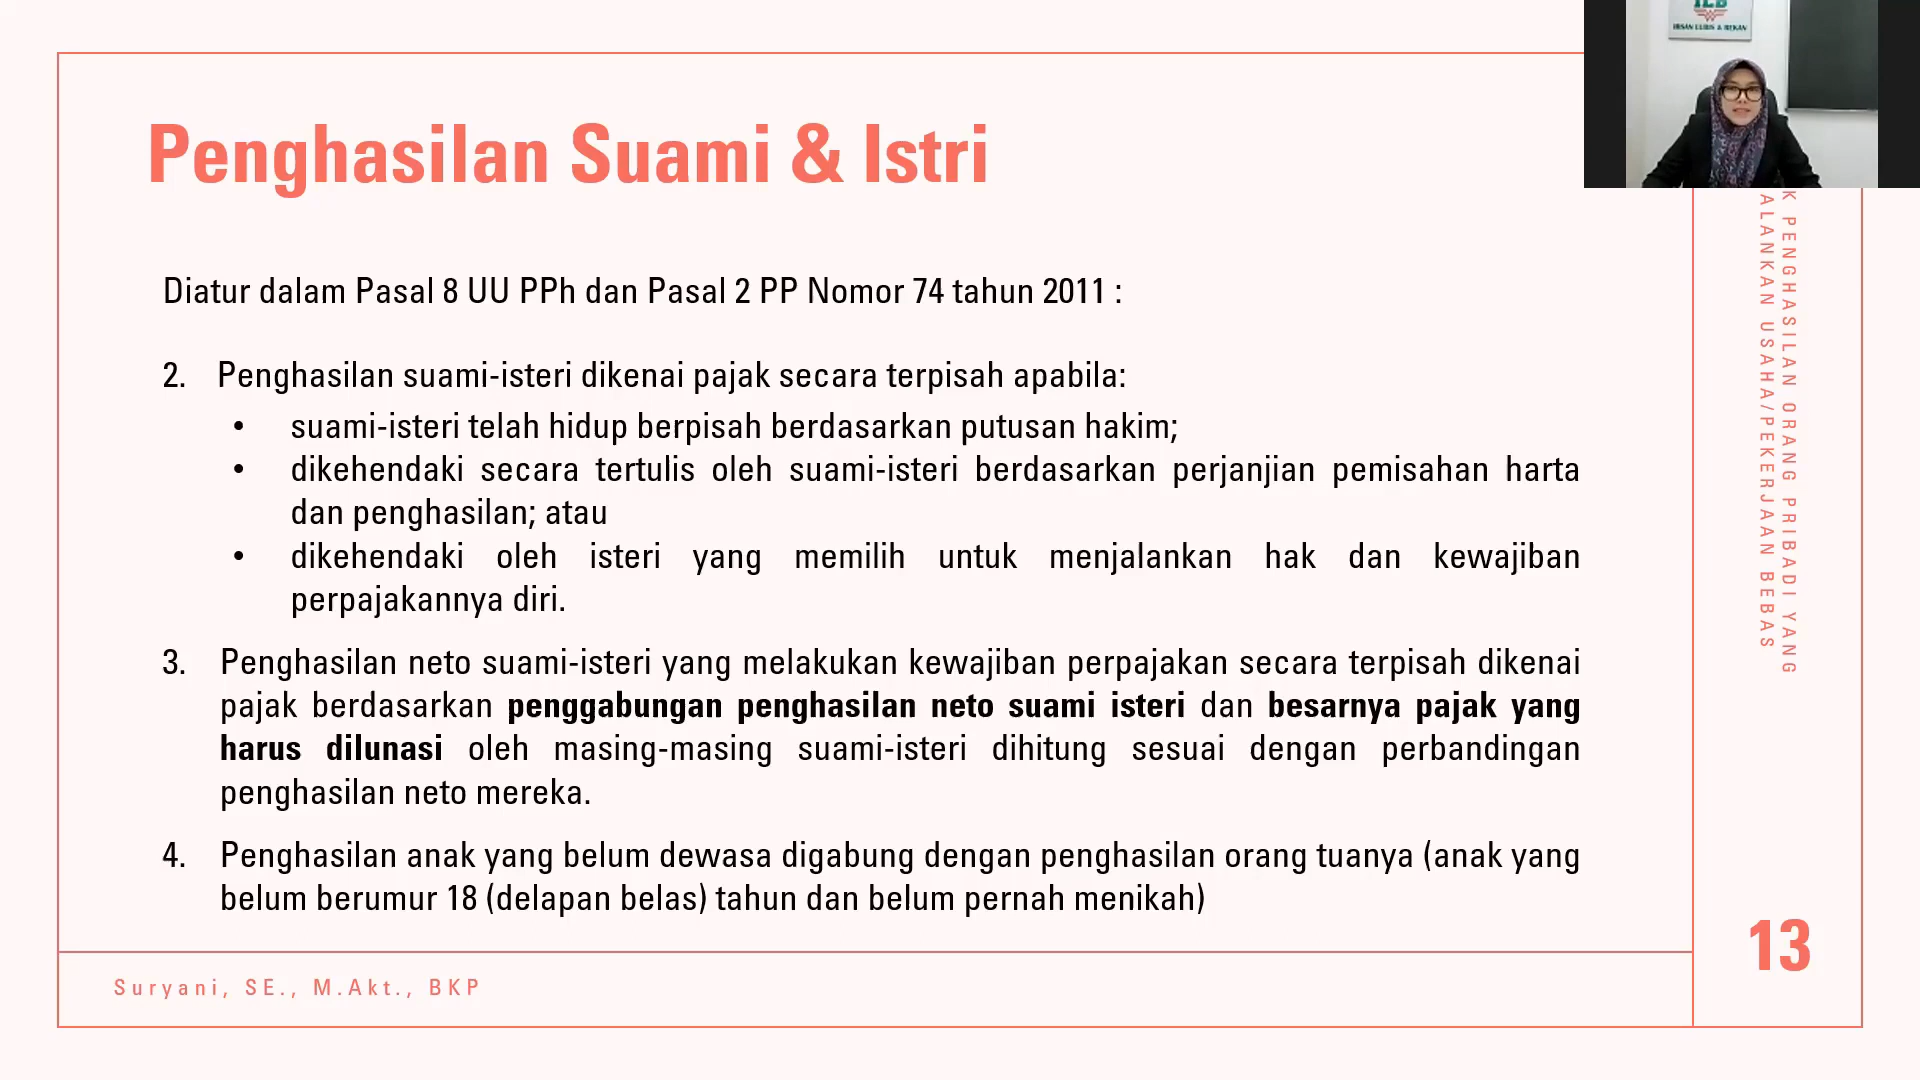 IRSAN LUBIS & REKAN
Penghasilan Suami & Istri
Diatur dalam Pasal 8 UU PPh dan Pasal 2 PP Nomor 74 tahun 2011 :
2. Penghasilan suami-isteri dikenai pajak secara terpisah apabila:
• suami-isteri telah hidup berpisah berdasarkan putusan hakim;
• dikehendaki secara tertulis oleh suami-isteri berdasarkan perjanjian pemisahan harta
dan penghasilan; atau
• dikehendaki oleh isteri yang memilih untuk menjalankan hak dan kewajiban
perpajakannya diri.
3. Penghasilan neto suami-isteri yang melakukan kewajiban perpajakan secara terpisah dikenai
pajak berdasarkan penggabungan penghasilan neto suami isteri dan besarnya pajak yang
harus dilunasi oleh masing-masing suami-isteri dihitung sesuai dengan perbandingan
penghasilan neto mereka.
4. Penghasilan anak yang belum dewasa digabung dengan penghasilan orang tuanya (anak yang
belum berumur 18 (delapan belas) tahun dan belum pernah menikah)
K PENGHASILAN ORANG PRIBADI YANG
ALANKAN USAHA/PEKERJAAN BEBAS
13
Suryani, SE., M.Akt., BKP